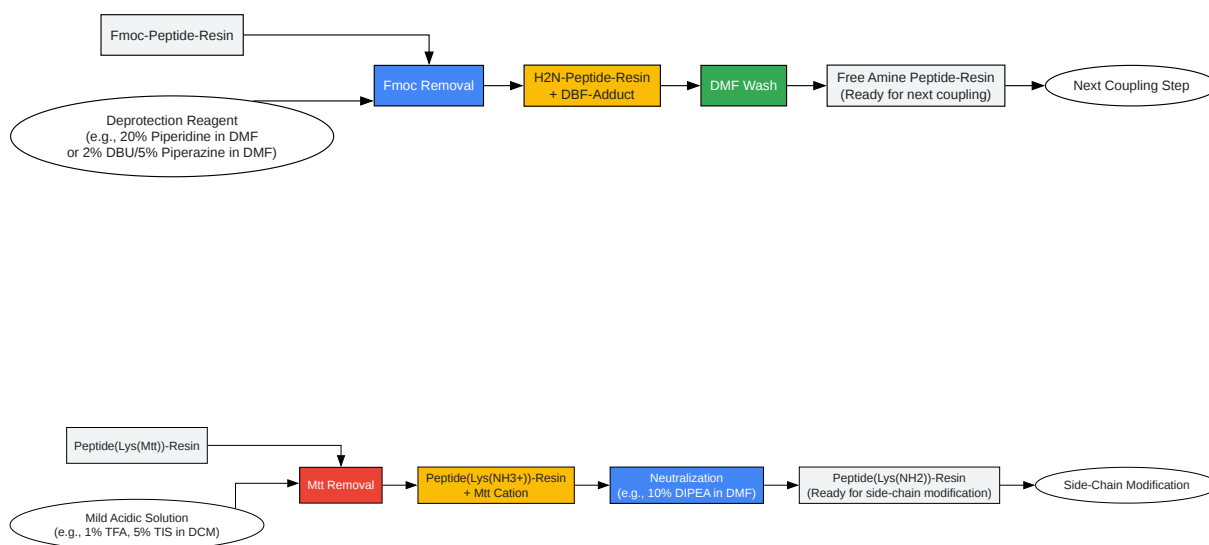 Fmoc-Peptide-Resin
Deprotection Reagent
(e.g., 20% Piperidine in DMF
or 2% DBU/5% Piperazine in DMF)
Fmoc Removal
H2N-Peptide-Resin
+ DBF-Adduct
DMF Wash
Free Amine Peptide-Resin
(Ready for next coupling)
Next Coupling Step
Peptide(Lys(Mtt))-Resin
Mild Acidic Solution
(e.g., 1% TFA, 5% TIS in DCM)
Mtt Removal
Peptide(Lys(NH3+))-Resin
+ Mtt Cation
Neutralization
(e.g., 10% DIPEA in DMF)
Peptide(Lys(NH2))-Resin
(Ready for side-chain modification)
Side-Chain Modification